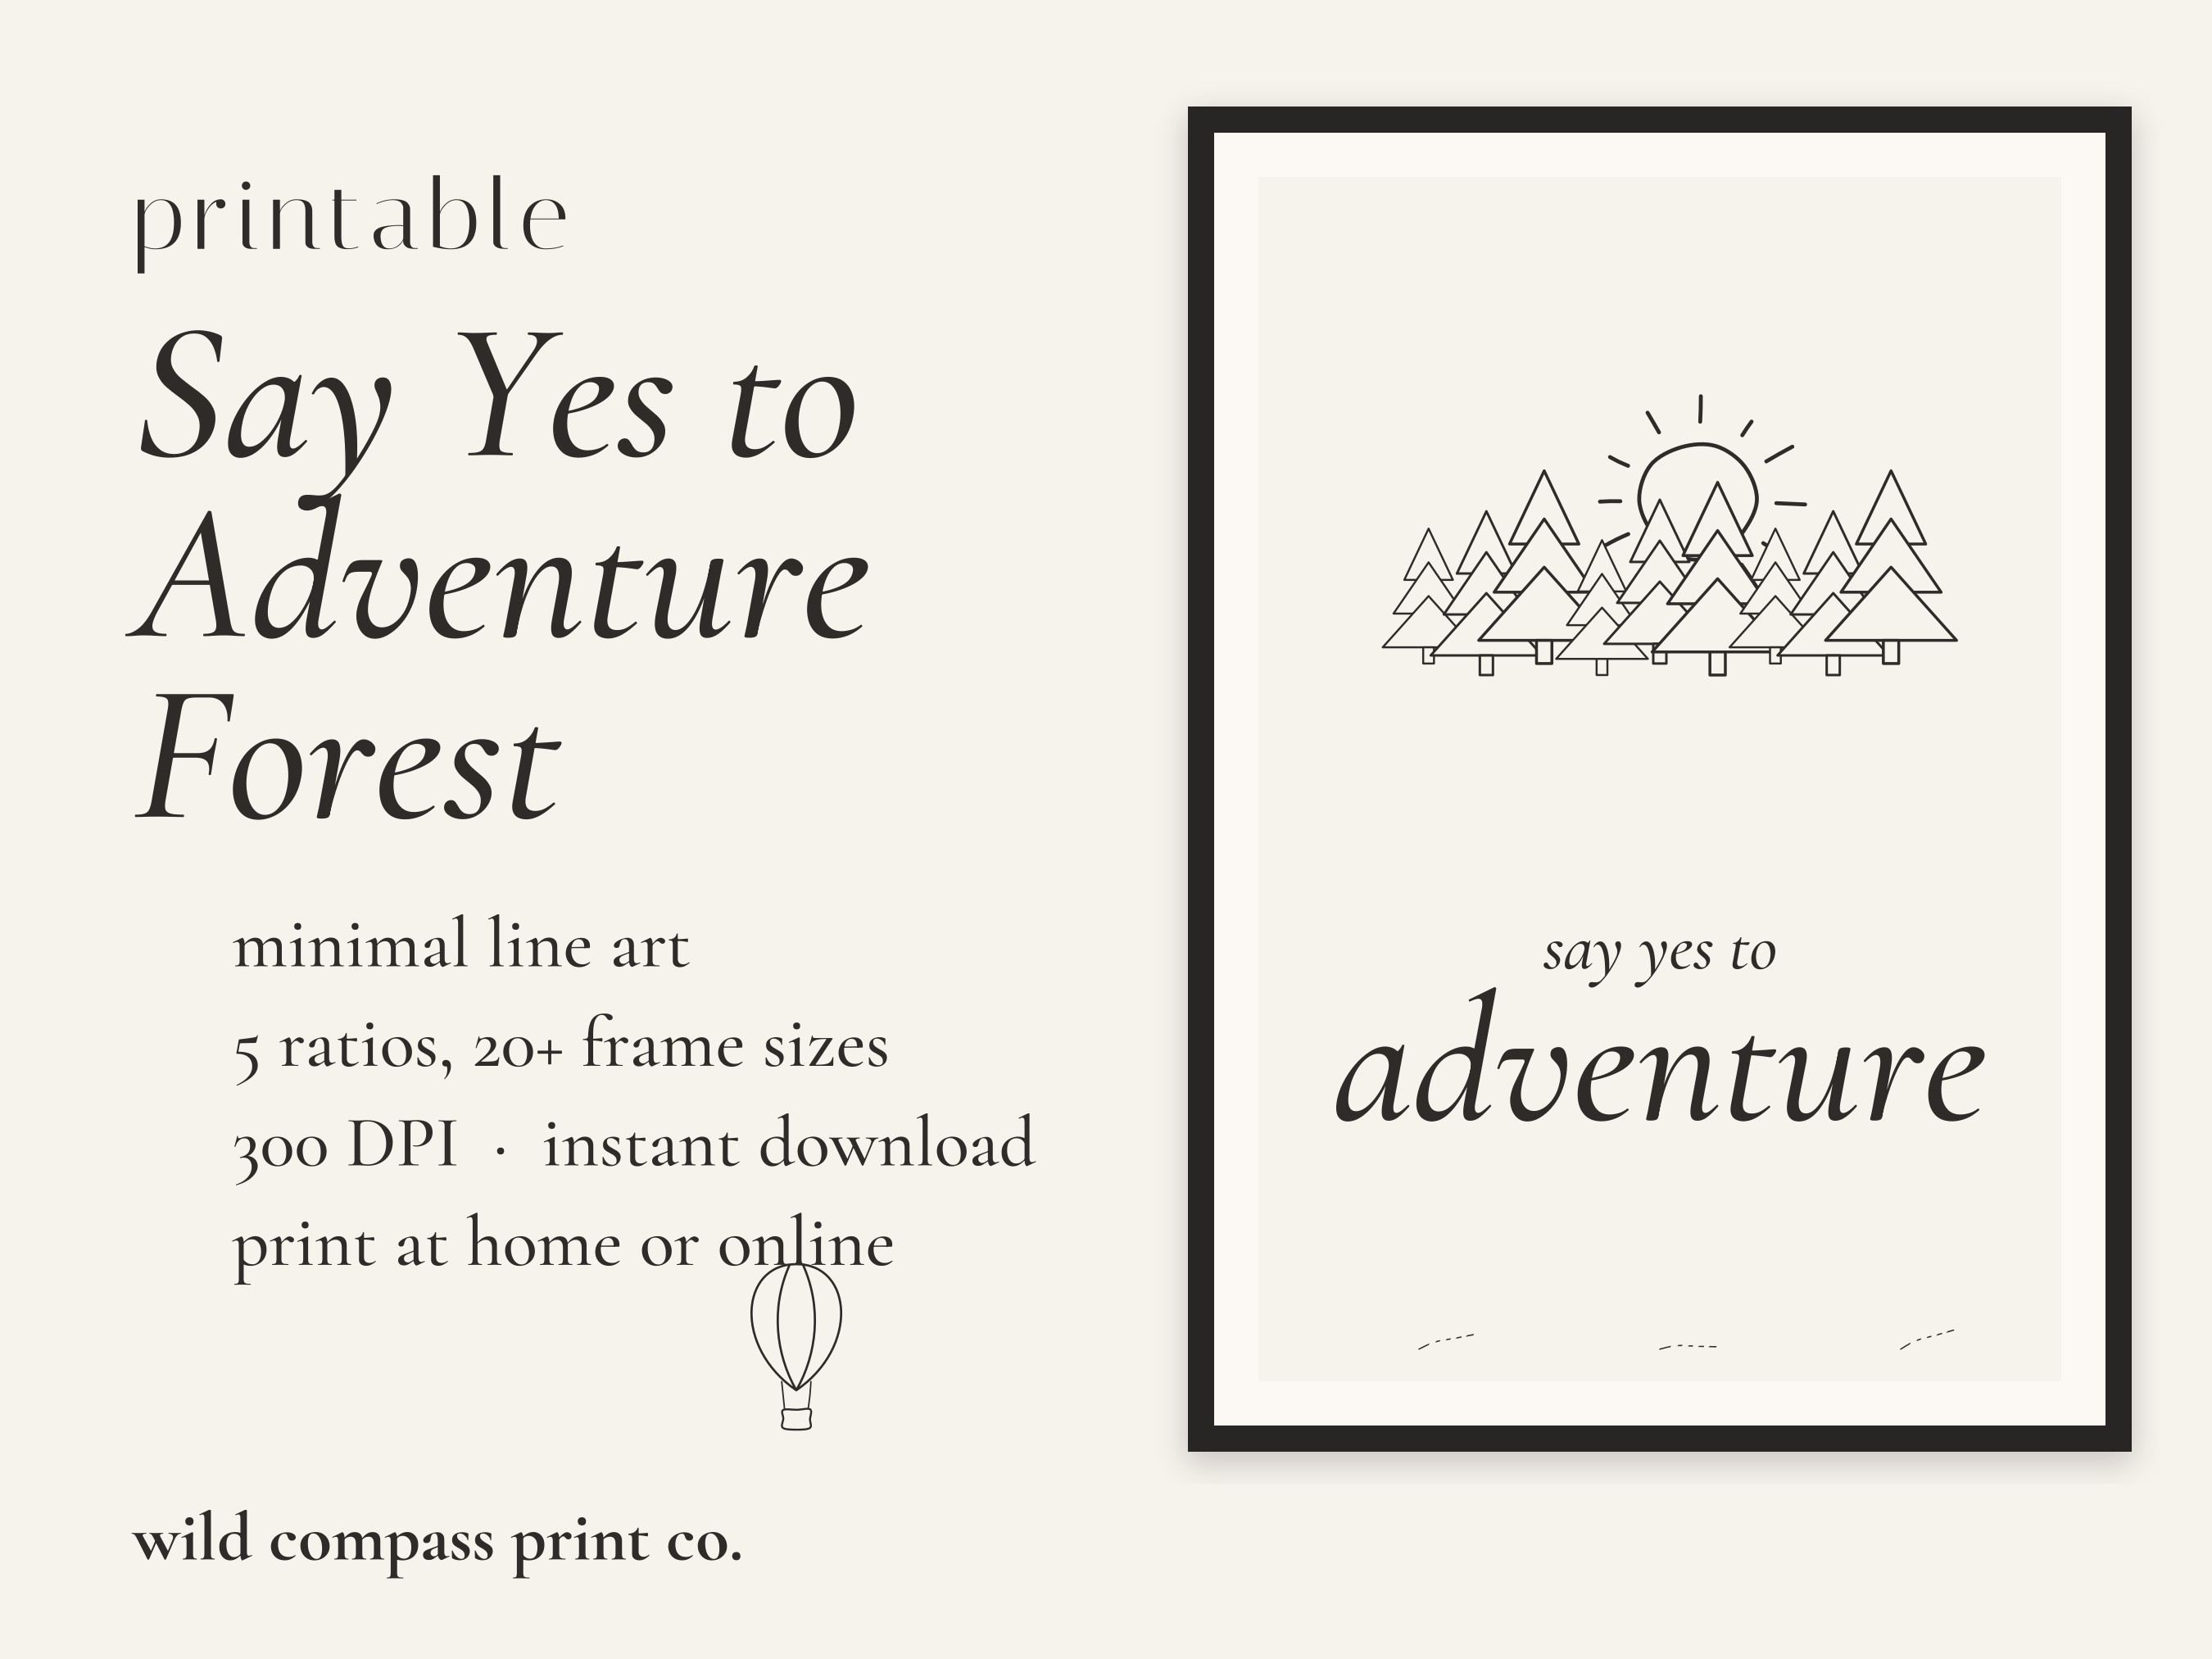 printable
Say Yes to
Adventure
Forest
minimal line art
5 ratios, 20+ frame sizes
300 DPI · instant download
print at home or online
wild compass print co.
say yes to
adventure